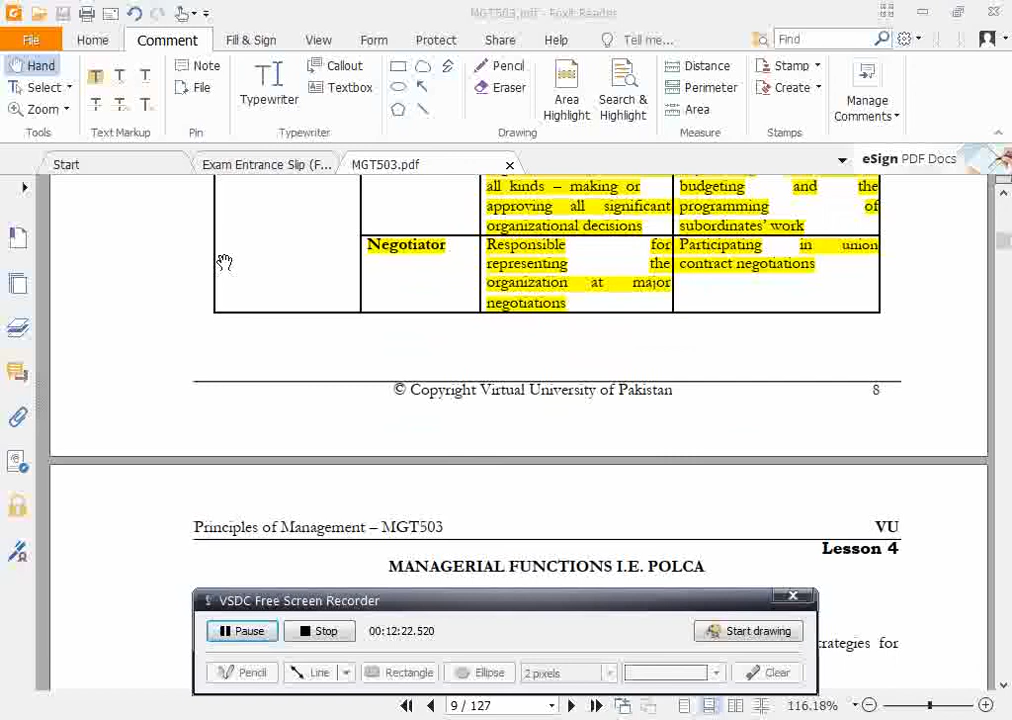 MGT503.pdf - Foxit Reader
File Home Comment Fill & Sign View Form Protect Share Help Tell me... Find
Hand Select Zoom Tools
Text Markup
Note File Pin
Typewriter Callout Textbox Typewriter
Pencil Eraser Area Highlight Search & Highlight Drawing
Distance Perimeter Area Measure
Stamp Create Stamps
Manage Comments
Start Exam Entrance Slip (F... MGT503.pdf eSign PDF Docs
all kinds – making or budgeting and the
approving all significant programming of
organizational decisions subordinates' work
Negotiator Responsible for Participating in union
representing the contract negotiations
organization at major
negotiations
© Copyright Virtual University of Pakistan 8
Principles of Management – MGT503 VU
Lesson 4
MANAGERIAL FUNCTIONS I.E. POLCA
VSDC Free Screen Recorder
Pause Stop 00:12:22.520 Start drawing
trategies for
Pencil Line Rectangle Ellipse 2 pixels Clear
9 / 127 116.18%